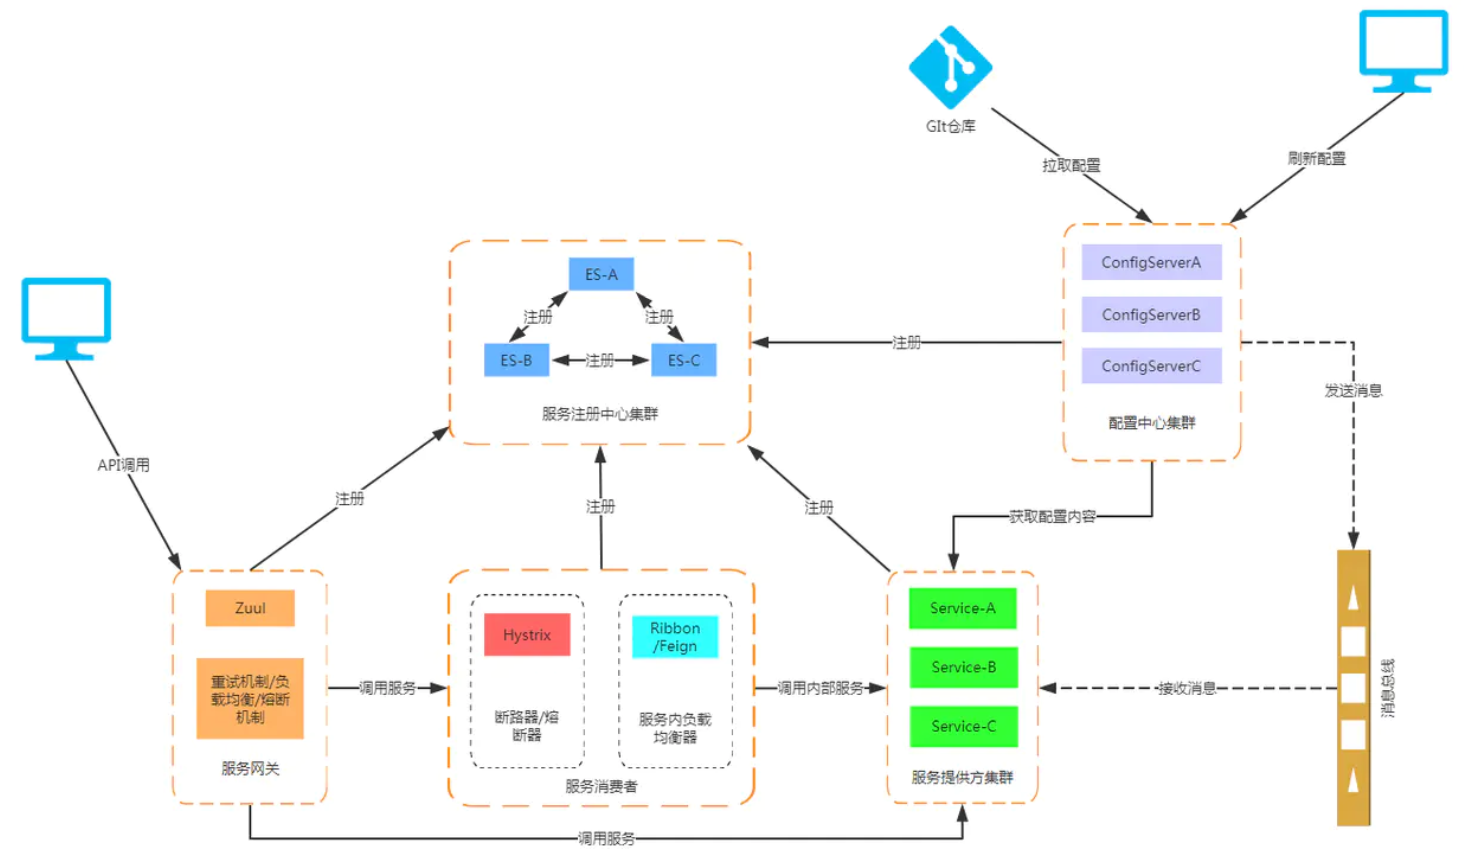 GIt仓库
拉取配置
刷新配置
ConfigServerA
ConfigServerB
ConfigServerC
配置中心集群
ES-A
注册
注册
ES-B
注册
ES-C
服务注册中心集群
注册
发送消息
API调用
注册
注册
注册
获取配置内容
Zuul
重试机制/负
载均衡/熔断
机制
服务网关
调用服务
Hystrix
断路器/熔
断器
Ribbon
/Feign
服务内负载
均衡器
服务消费者
调用内部服务
Service-A
Service-B
Service-C
服务提供方集群
接收消息
消息总线
调用服务